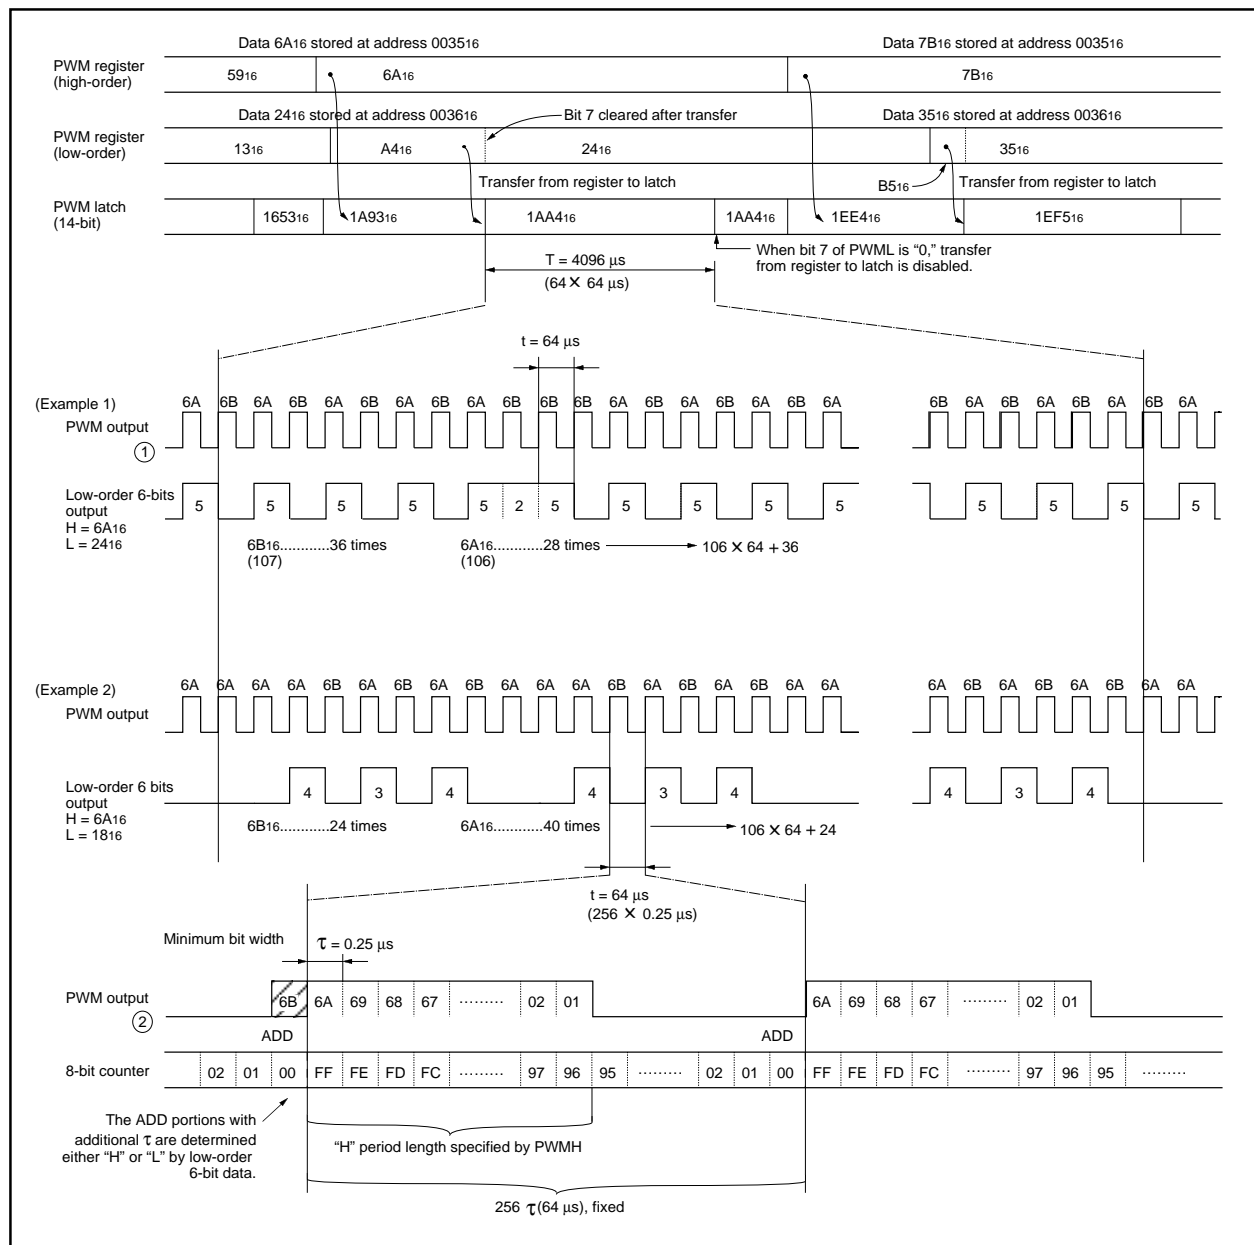 Data 6A16 stored at address 003516
Data 7B16 stored at address 003516
PWM register
(high-order)
5916
6A16
7B16
Data 2416 stored at address 003616
Bit 7 cleared after transfer
Data 3516 stored at address 003616
PWM register
(low-order)
1316
A416
2416
3516
B516
Transfer from register to latch
Transfer from register to latch
PWM latch
(14-bit)
165316
1A9316
1AA416
1AA416
1EE416
1EF516
When bit 7 of PWML is “0,” transfer
from register to latch is disabled.
T = 4096 µs
(64 × 64 µs)
t = 64 µs
(Example 1)
6A 6B 6A 6B 6A 6B 6A 6B 6A 6B 6B 6B 6A 6B 6A 6B 6A 6B 6A
6B 6A 6B 6A 6B 6A 6B 6A
PWM output
1
Low-order 6-bits
output
H = 6A16
L = 2416
5 5 5 5 5 2 5 5 5 5 5
5 5 5 5
6B16............36 times
(107)
6A16............28 times
(106)
106 × 64 + 36
(Example 2)
6A 6A 6A 6A 6B 6A 6B 6A 6B 6A 6A 6A 6B 6A 6B 6A 6B 6A 6A
6A 6B 6A 6B 6A 6B 6A 6A
PWM output
Low-order 6 bits
output
H = 6A16
L = 1816
4 3 4 4 3 4
4 3 4
6B16............24 times
6A16............40 times
106 × 64 + 24
t = 64 µs
(256 × 0.25 µs)
Minimum bit width
τ = 0.25 µs
PWM output
2
6B 6A 69 68 67 ......... 02 01
6A 69 68 67 ......... 02 01
ADD
ADD
8-bit counter
02 01 00 FF FE FD FC ......... 97 96 95 ......... 02 01 00 FF FE FD FC ......... 97 96 95 .........
The ADD portions with
additional τ are determined
either “H” or “L” by low-order
6-bit data.
“H” period length specified by PWMH
256 τ(64 µs), fixed